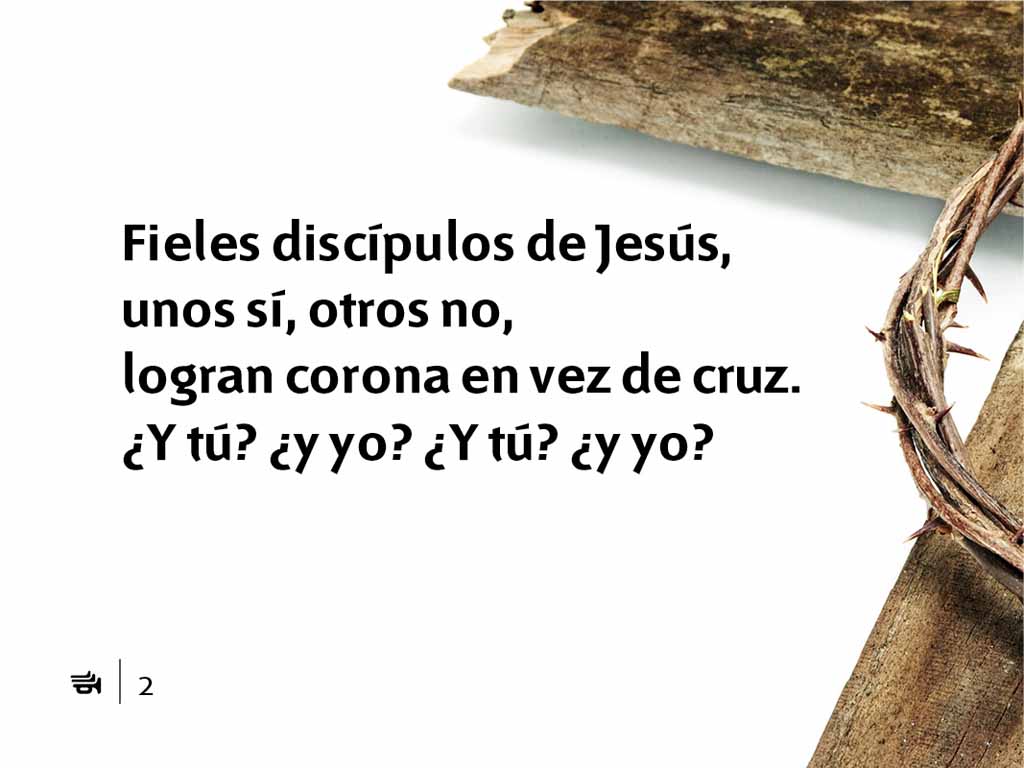 Fieles discípulos de Jesús,
unos sí, otros no,
logran corona en vez de cruz.
¿Y tú? ¿y yo? ¿Y tú? ¿y yo?
2